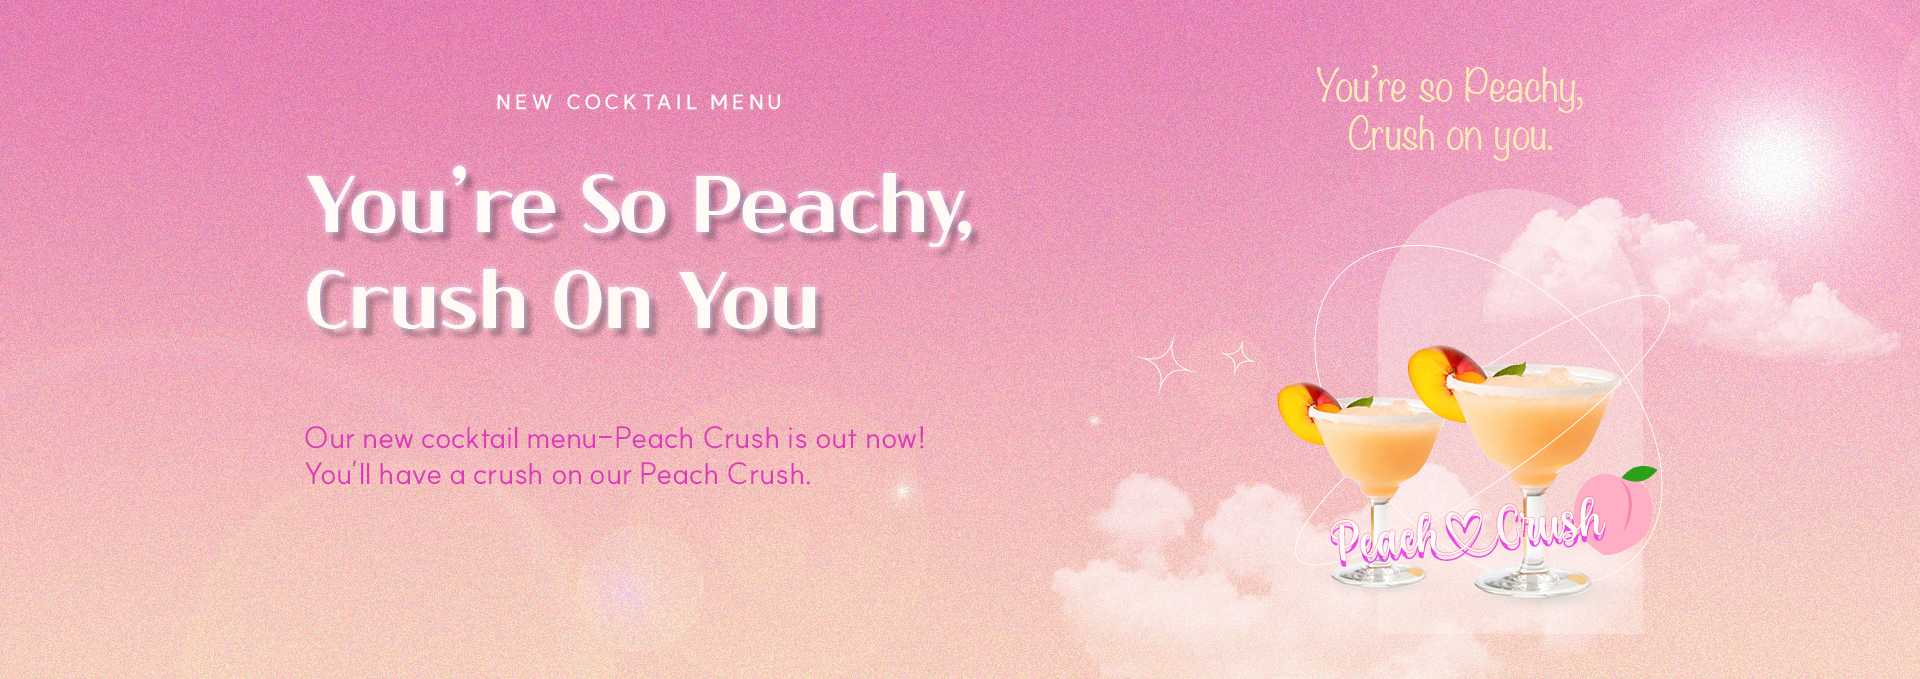 NEW COCKTAIL MENU
You're So Peachy,
Crush On You
Our new cocktail menu–Peach Crush is out now!
You'll have a crush on our Peach Crush.
You're so Peachy,
Crush on you.
Peach Crush